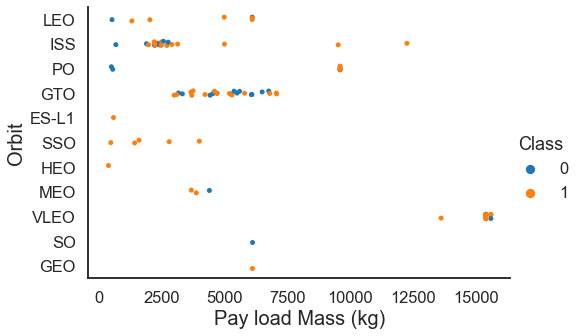 LEO
ISS
PO
GTO
ES-L1
SSO
HEO
MEO
VLEO
SO
GEO
Orbit
0 2500 5000 7500 10000 12500 15000
Pay load Mass (kg)
Class
0
1